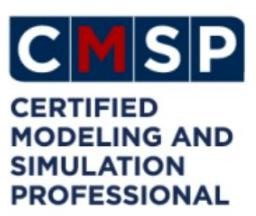 CMSP
CERTIFIED
MODELING AND
SIMULATION
PROFESSIONAL